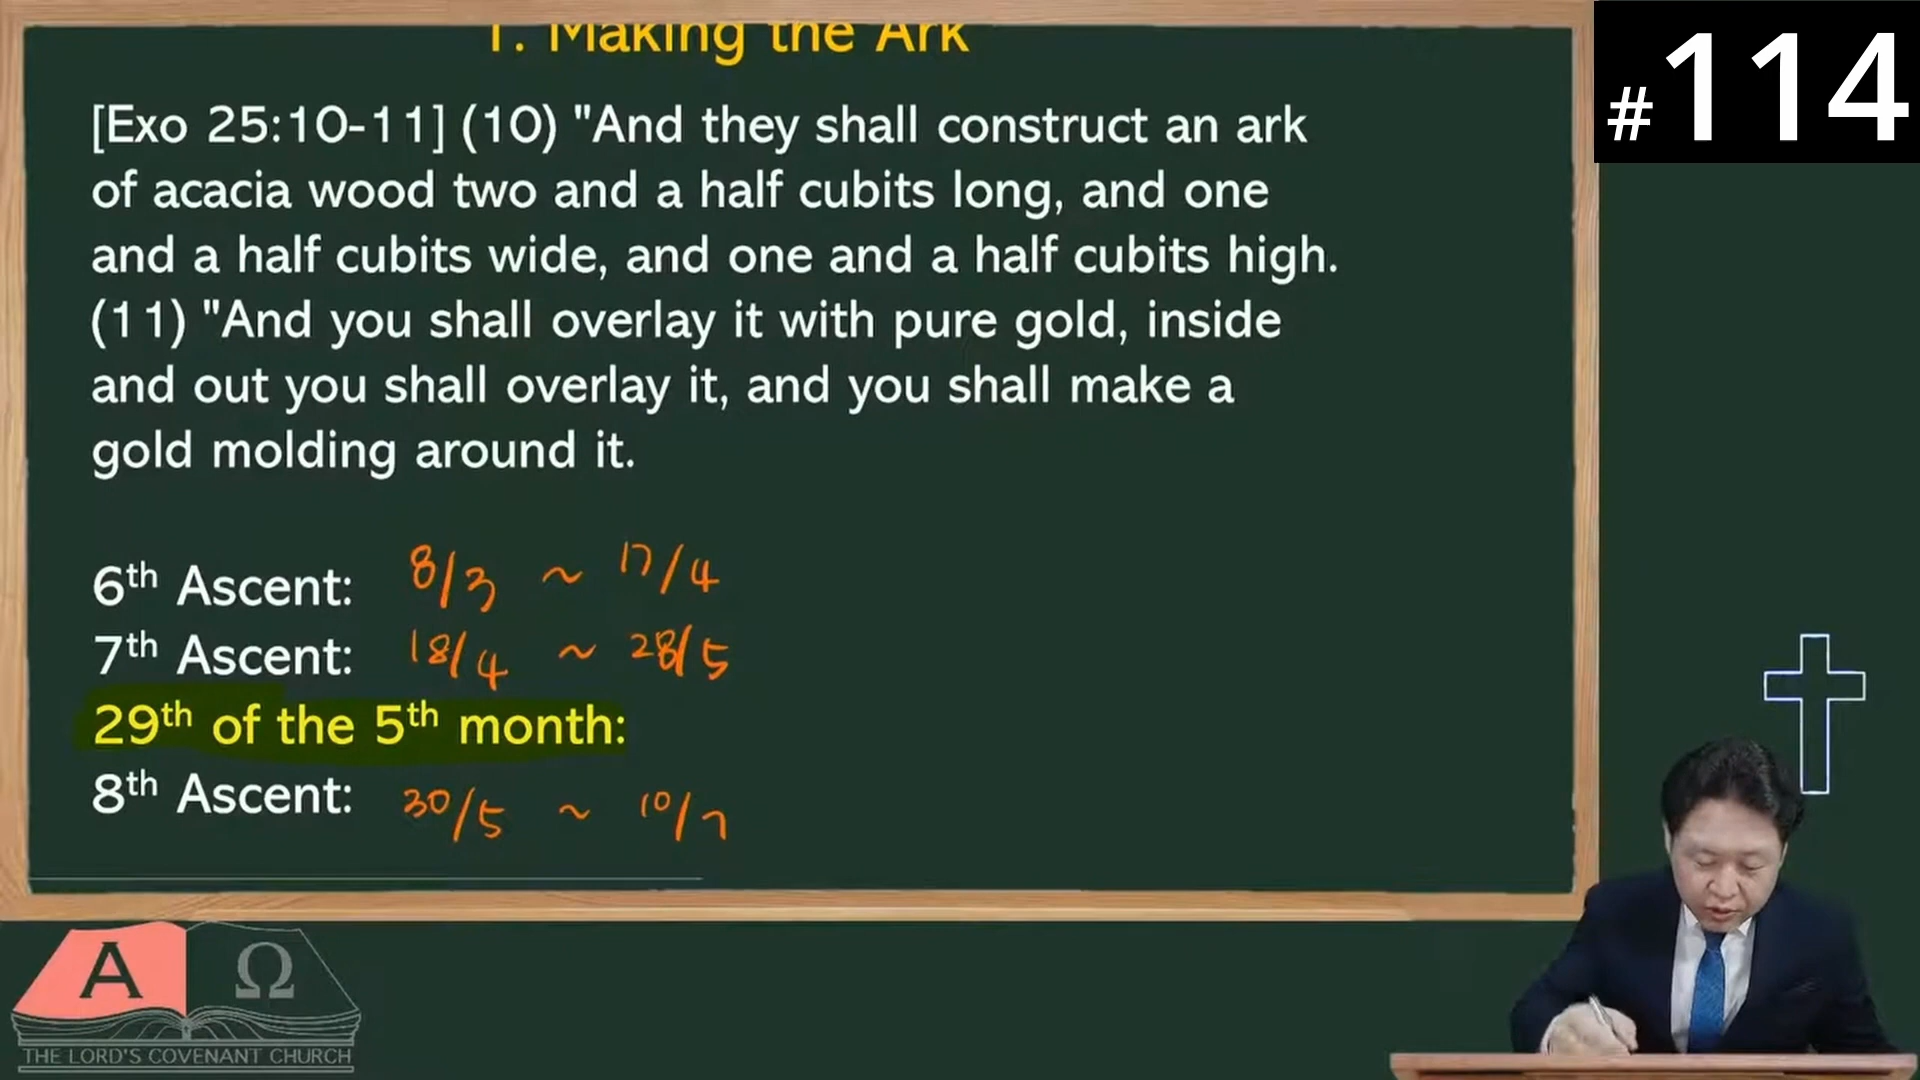 1. Making the Ark
#114
[Exo 25:10-11] (10) "And they shall construct an ark
of acacia wood two and a half cubits long, and one
and a half cubits wide, and one and a half cubits high.
(11) "And you shall overlay it with pure gold, inside
and out you shall overlay it, and you shall make a
gold molding around it.
6th Ascent: 8/3 ~ 17/4
7th Ascent: 18/4 ~ 28/5
29th of the 5th month:
8th Ascent: 30/5 ~ 10/7
A Ω
THE LORD'S COVENANT CHURCH